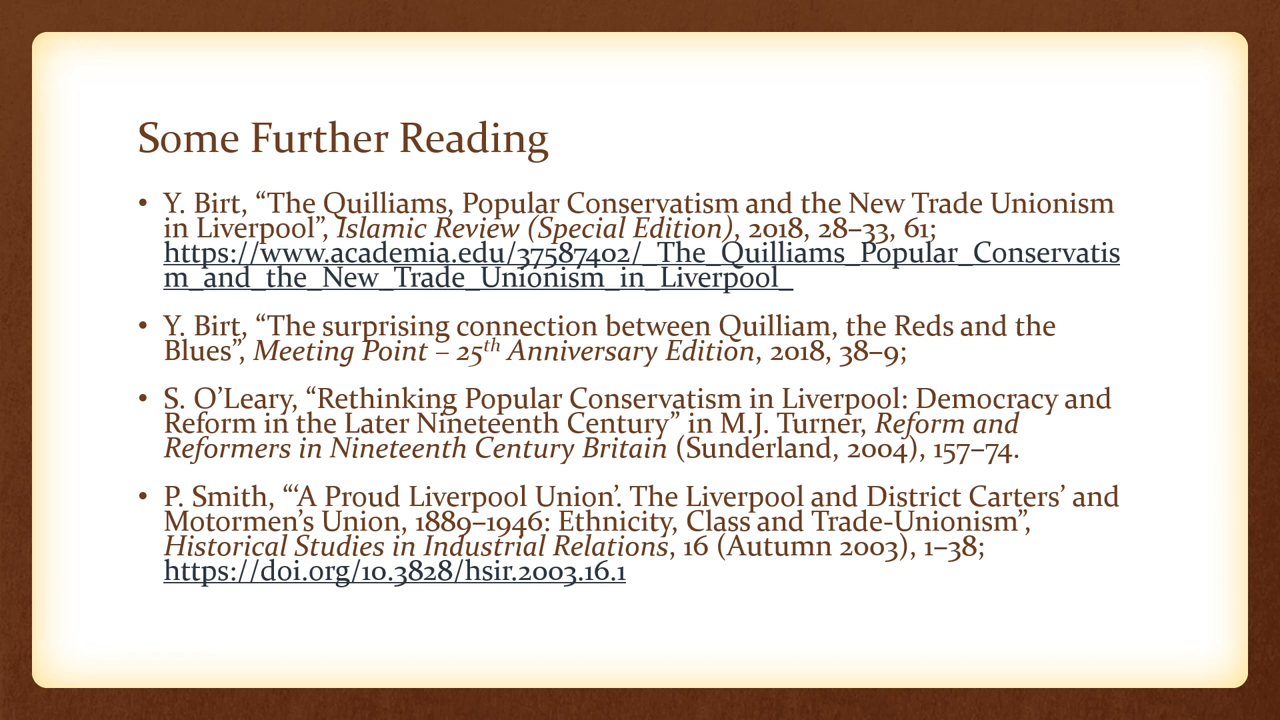 Some Further Reading
• Y. Birt, “The Quilliams, Popular Conservatism and the New Trade Unionism
in Liverpool”, Islamic Review (Special Edition), 2018, 28–33, 61;
https://www.academia.edu/37587402/_The_Quilliams_Popular_Conservatis
m_and_the_New_Trade_Unionism_in_Liverpool_
• Y. Birt, “The surprising connection between Quilliam, the Reds and the
Blues”, Meeting Point – 25th Anniversary Edition, 2018, 38–9;
• S. O’Leary, “Rethinking Popular Conservatism in Liverpool: Democracy and
Reform in the Later Nineteenth Century” in M.J. Turner, Reform and
Reformers in Nineteenth Century Britain (Sunderland, 2004), 157–74.
• P. Smith, “‘A Proud Liverpool Union’. The Liverpool and District Carters’ and
Motormen’s Union, 1889–1946: Ethnicity, Class and Trade-Unionism”,
Historical Studies in Industrial Relations, 16 (Autumn 2003), 1–38;
https://doi.org/10.3828/hsir.2003.16.1